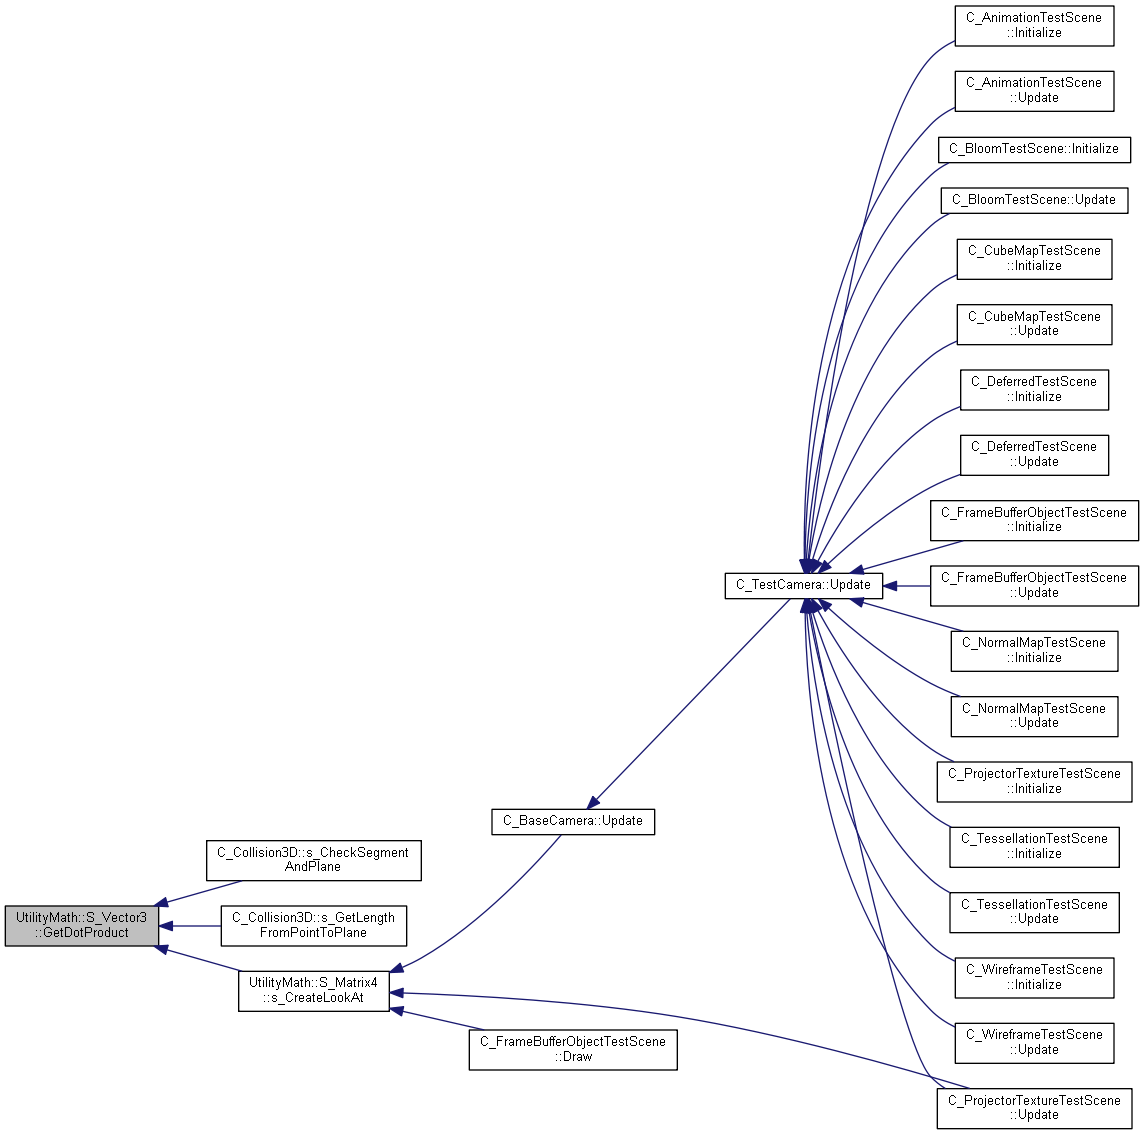 C_AnimationTestScene
::Initialize
C_AnimationTestScene
::Update
C_BloomTestScene::Initialize
C_BloomTestScene::Update
C_CubeMapTestScene
::Initialize
C_CubeMapTestScene
::Update
C_DeferredTestScene
::Initialize
C_DeferredTestScene
::Update
C_FrameBufferObjectTestScene
::Initialize
C_TestCamera::Update
C_FrameBufferObjectTestScene
::Update
C_NormalMapTestScene
::Initialize
C_NormalMapTestScene
::Update
C_ProjectorTextureTestScene
::Initialize
C_BaseCamera::Update
C_TessellationTestScene
::Initialize
C_Collision3D::s_CheckSegment
AndPlane
C_TessellationTestScene
::Update
UtilityMath::S_Vector3
::GetDotProduct
C_Collision3D::s_GetLength
FromPointToPlane
C_WireframeTestScene
::Initialize
UtilityMath::S_Matrix4
::s_CreateLookAt
C_WireframeTestScene
::Update
C_FrameBufferObjectTestScene
::Draw
C_ProjectorTextureTestScene
::Update